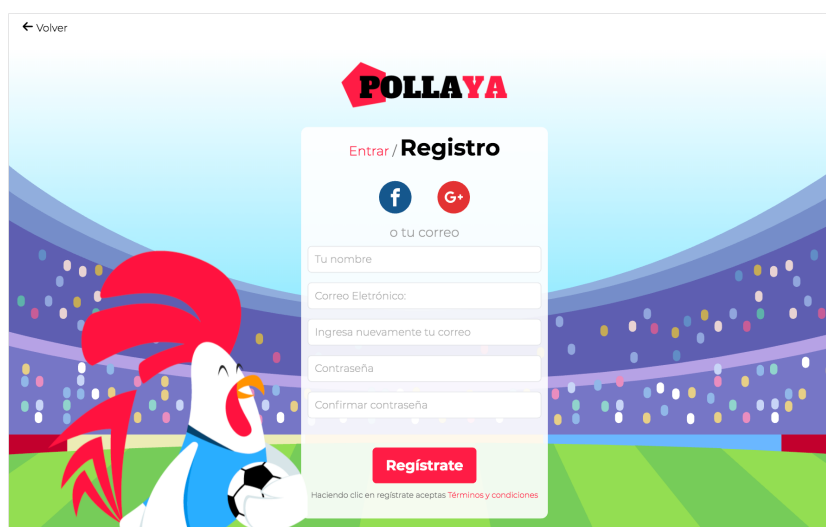 ← Volver
POLLAYA
Entrar / Registro
f G+
o tu correo
Tu nombre
Correo Eletrónico:
Ingresa nuevamente tu correo
Contraseña
Confirmar contraseña
Regístrate
Haciendo clic en regístrate aceptas Términos y condiciones